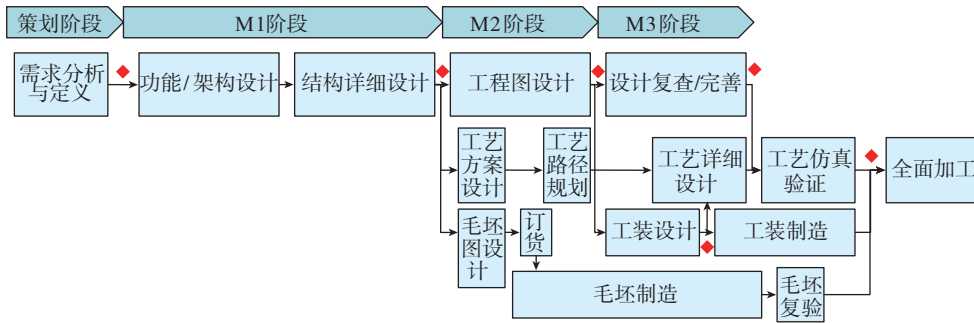 策划阶段
M1阶段
M2阶段
M3阶段
需求分析
与定义
功能/架构设计
结构详细设计
工程图设计
设计复查/完善
工艺
方案
设计
工艺
路径
规划
工艺详细
设计
工艺仿真
验证
全面加工
毛坯
图设
计
订
货
工装设计
工装制造
毛坯制造
毛坯
复验